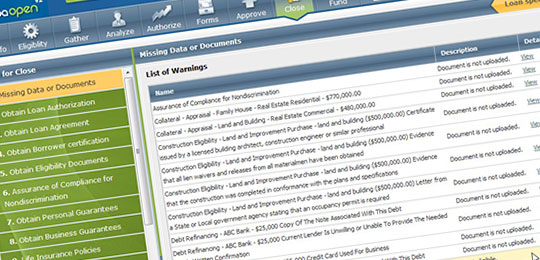 open
Eligiblity
Gather
Analyze
Authorize
Forms
Approve
Close
Fund
Loan
for Close
Missing Data or Documents
Obtain Loan Authorization
Obtain Loan Agreement
4. Obtain Borrower certification
5. Obtain Eligiblity Documents
6. Assurance of Compliance for
Nondiscrimination
7. Obtain Personal Guarantees
8. Obtain Business Guarantees
9. Life Insurance Policies
Missing Data or Documents
List of Warnings
Name
Description
Assurance of Compliance for Nondiscrimination
Document is not uploaded.
View
Collateral - Appraisal - Family House - Real Estate Residential - $770,000.00
Document is not uploaded.
View
Collateral - Appraisal - Land and Building - Real Estate Commercial - $480,000.00
Document is not uploaded.
View
Construction Eligibility - Land and Improvement Purchase - land and building ($500,000.00) Certificate
issued by a licensed building architect, construction engineer or similar professional
Document is not uploaded.
View
Construction Eligibility - Land and Improvement Purchase - land and building ($500,000.00) Evidence
that all lien waivers and releases from all materialmen have been obtained
Document is not uploaded.
View
Construction Eligibility - Land and Improvement Purchase - land and building ($500,000.00) Evidence
that the construction was completed in conformance with the plans and specifications
Document is not uploaded.
View
Construction Eligibility - Land and Improvement Purchase - land and building ($500,000.00) Letter from
a State or local government agency stating that an occupancy permit is required
Document is not uploaded.
View
Debt Refinancing - ABC Bank - $25,000 Copy Of The Note Associated With This Debt
Document is not uploaded.
View
Debt Refinancing - ABC Bank - $25,000 Current Lender Is Unwilling or Unable To Provide The Needed
Written Confirmation
Document is not uploaded.
View
$10,000 Credit Card Used For Business
Document is not uploaded.